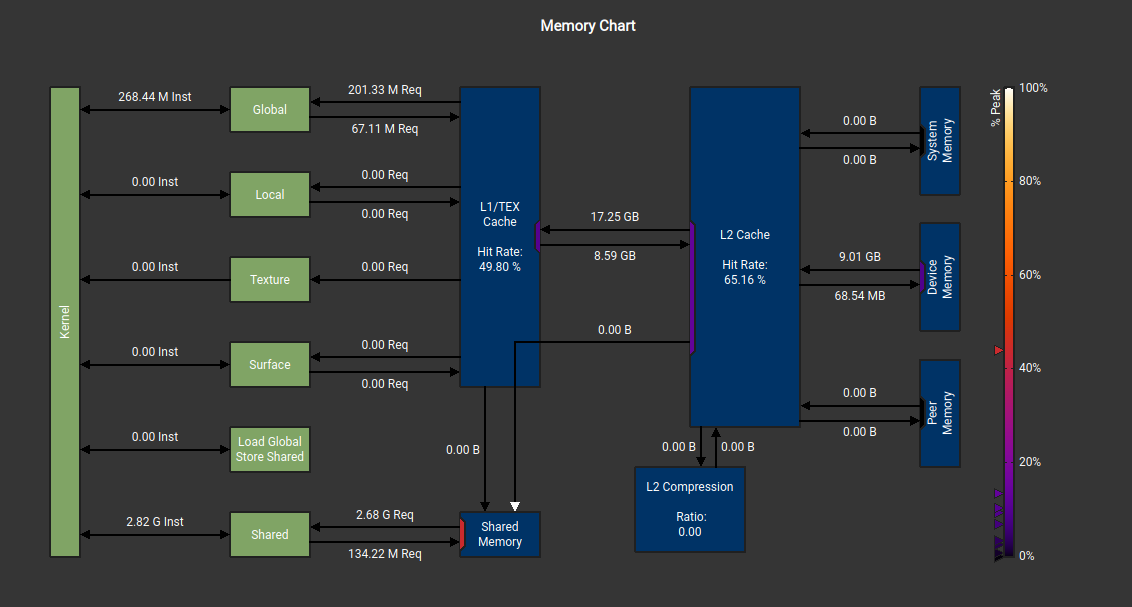 Memory Chart
Kernel
268.44 M Inst
Global
201.33 M Req
67.11 M Req
0.00 Inst
Local
0.00 Req
0.00 Req
0.00 Inst
Texture
0.00 Req
0.00 Inst
Surface
0.00 Req
0.00 Req
0.00 Inst
Load Global
Store Shared
2.82 G Inst
Shared
2.68 G Req
134.22 M Req
L1/TEX
Cache
Hit Rate:
49.80 %
0.00 B
Shared
Memory
17.25 GB
8.59 GB
0.00 B
L2 Cache
Hit Rate:
65.16 %
0.00 B
0.00 B
L2 Compression
Ratio:
0.00
0.00 B
0.00 B
System
Memory
9.01 GB
68.54 MB
Device
Memory
0.00 B
0.00 B
Peer
Memory
% Peak
100%
80%
60%
40%
20%
0%